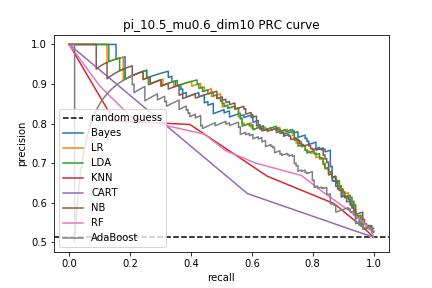 pi_10.5_mu0.6_dim10 PRC curve
1.0
0.9
0.8
0.7
0.6
0.5
precision
random guess
Bayes
LR
LDA
KNN
CART
NB
RF
AdaBoost
0.0 0.2 0.4 0.6 0.8 1.0
recall